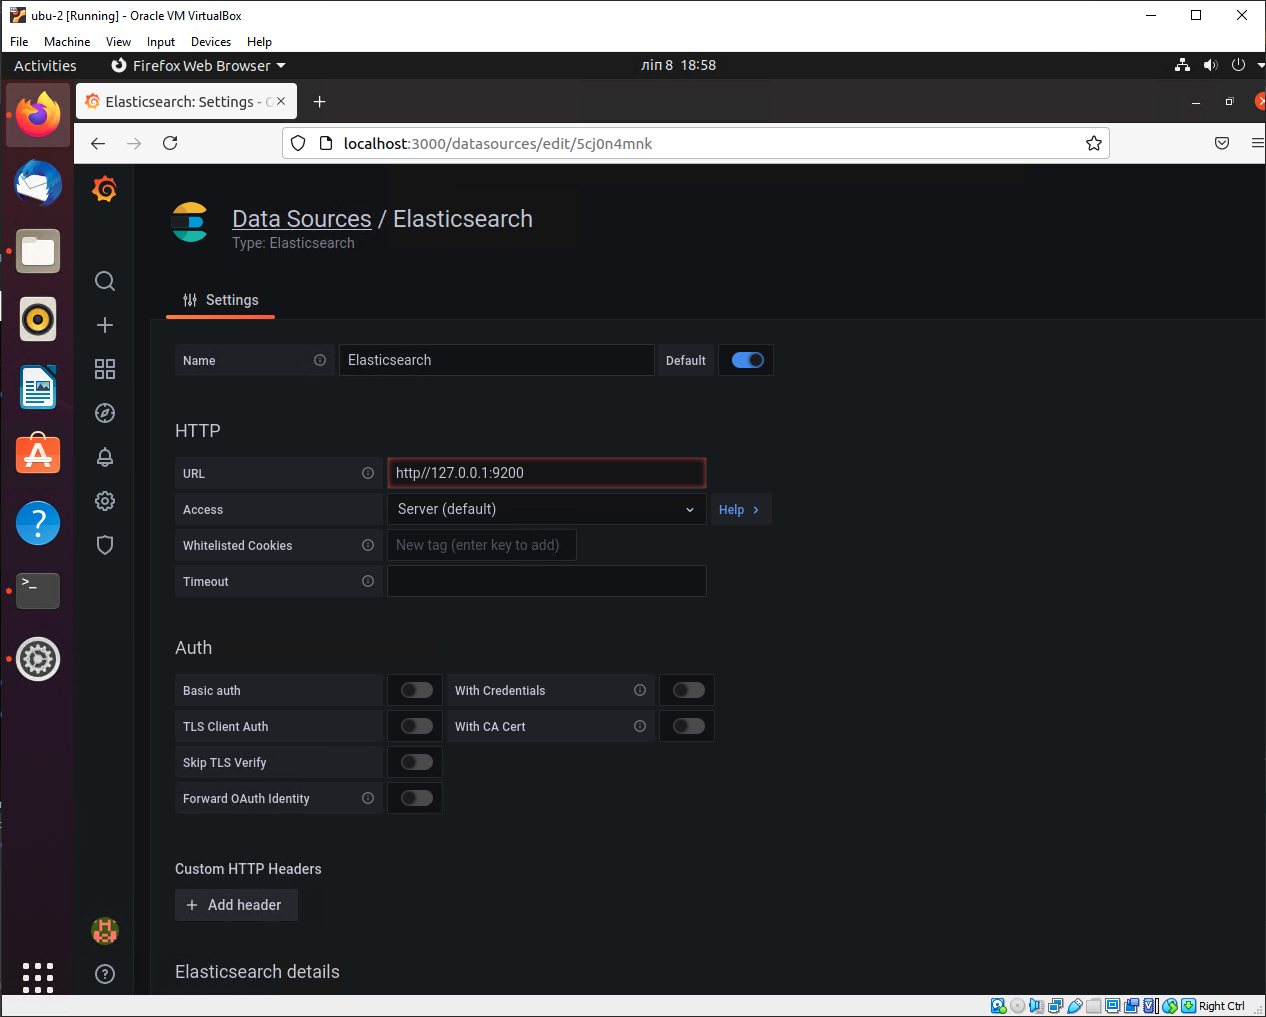 ubu-2 [Running] - Oracle VM VirtualBox
File Machine View Input Devices Help
Activities Firefox Web Browser ліп 8 18:58
Elasticsearch: Settings -
localhost:3000/datasources/edit/5cj0n4mnk
Data Sources / Elasticsearch
Type: Elasticsearch
Settings
Name Elasticsearch Default
HTTP
URL http//127.0.0.1:9200
Access Server (default) Help >
Whitelisted Cookies New tag (enter key to add)
Timeout
Auth
Basic auth With Credentials
TLS Client Auth With CA Cert
Skip TLS Verify
Forward OAuth Identity
Custom HTTP Headers
+ Add header
Elasticsearch details
Right Ctrl